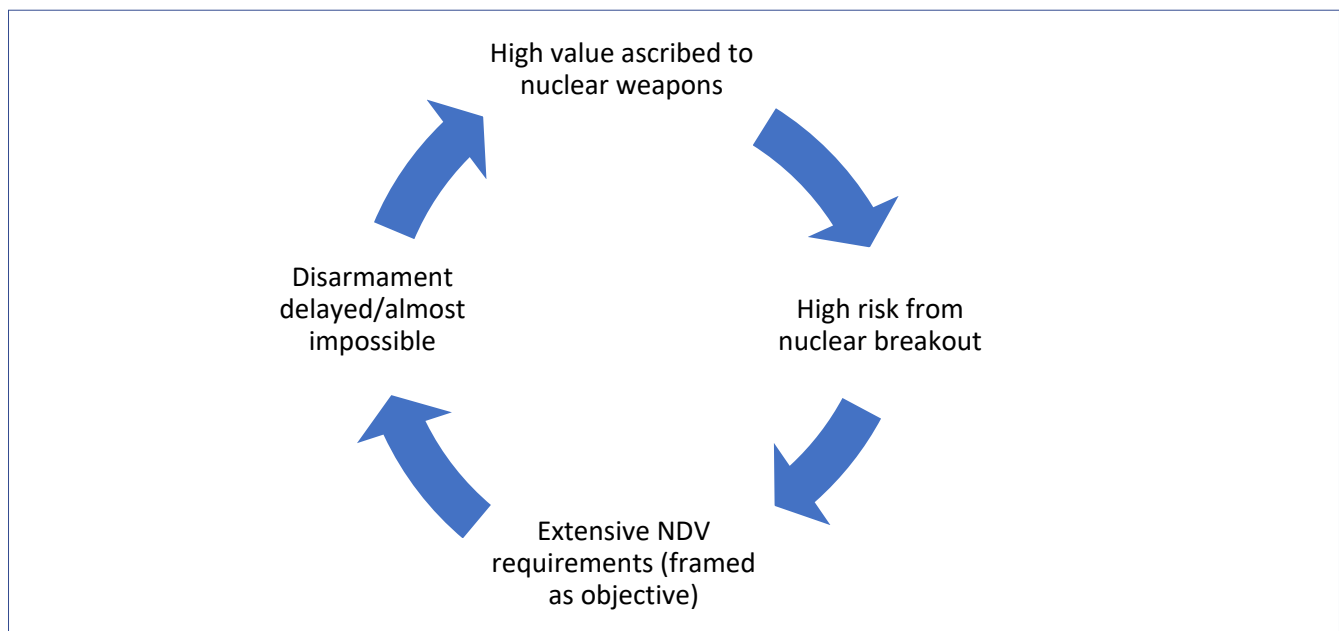 High value ascribed to
nuclear weapons
High risk from
nuclear breakout
Extensive NDV
requirements (framed
as objective)
Disarmament
delayed/almost
impossible